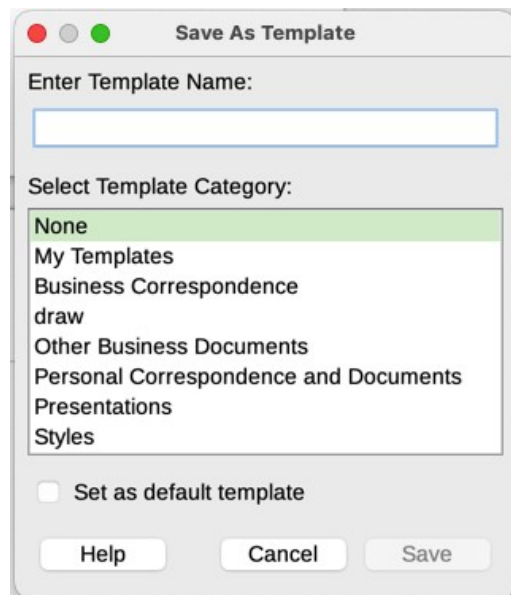 Save As Template
Enter Template Name:
Select Template Category:
None
My Templates
Business Correspondence
draw
Other Business Documents
Personal Correspondence and Documents
Presentations
Styles
Set as default template
Help Cancel Save